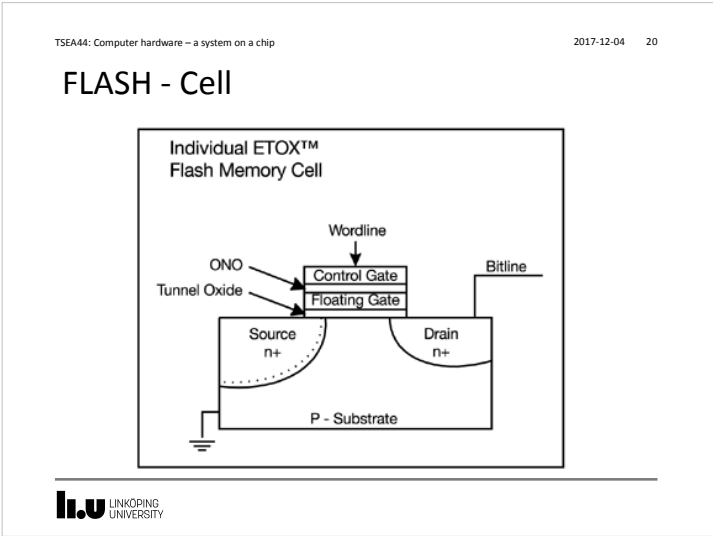 TSEA44: Computer hardware – a system on a chip
2017-12-04 20
FLASH - Cell
Individual ETOX™
Flash Memory Cell
Wordline
ONO
Control Gate
Bitline
Tunnel Oxide
Floating Gate
Source
n+
Drain
n+
P - Substrate
LINKÖPING
UNIVERSITY